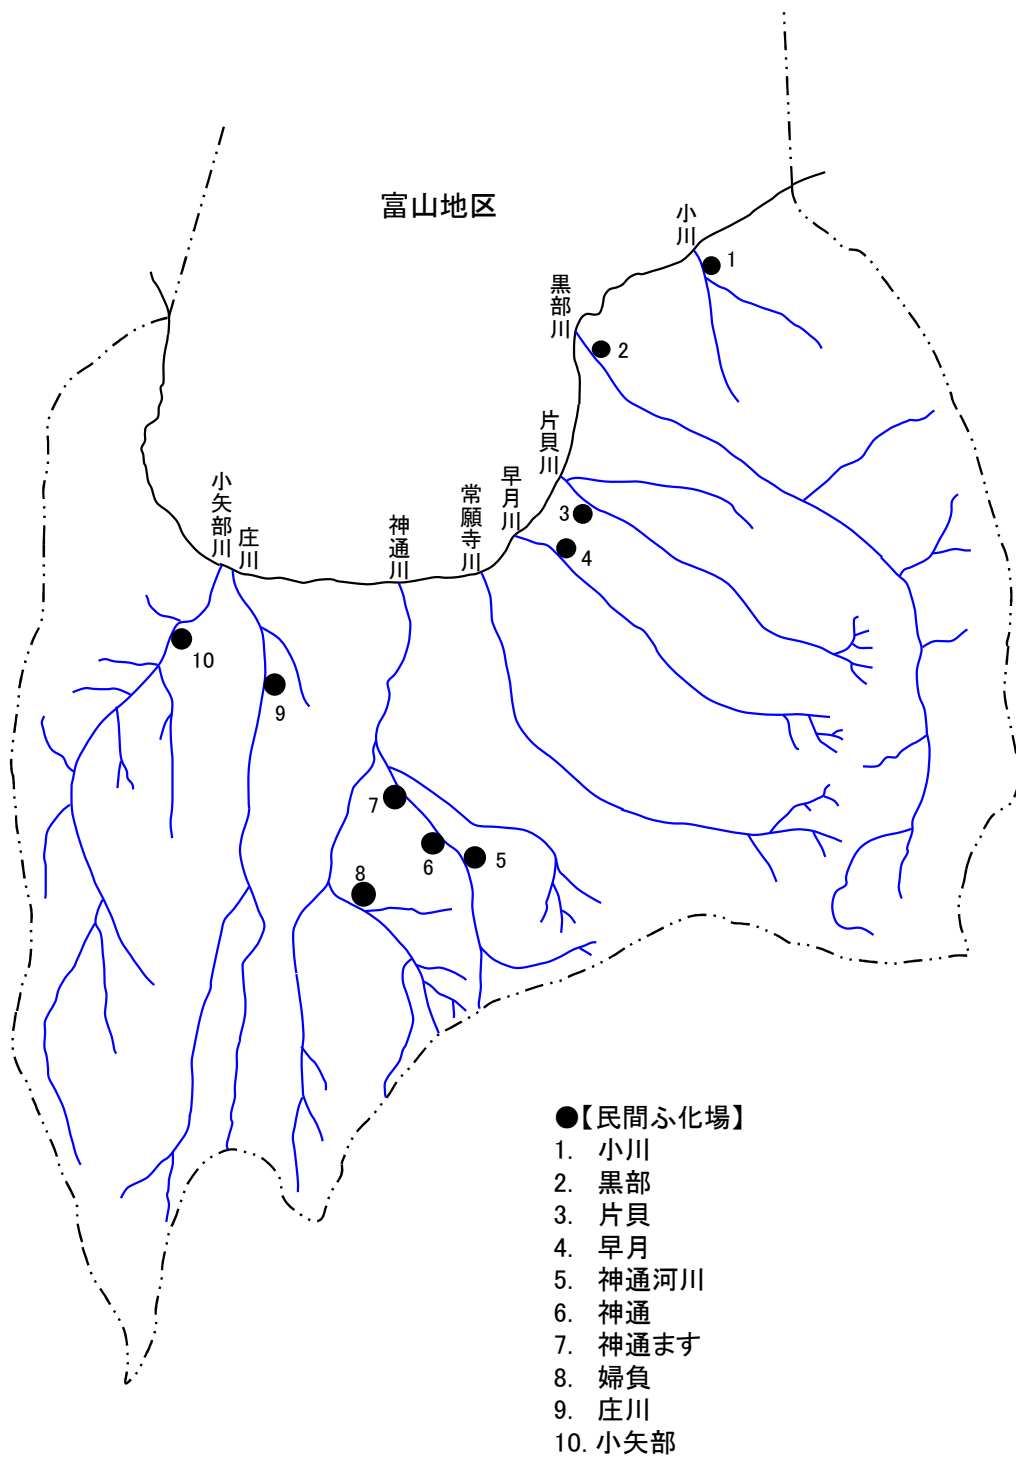 富山地区
小川
1
黒部川
2
片貝川
3
早月川
4
常願寺川
神通川
小矢部川
庄川
10
9
7
6
5
8
●【民間ふ化場】
1. 小川
2. 黒部
3. 片貝
4. 早月
5. 神通河川
6. 神通
7. 神通ます
8. 婦負
9. 庄川
10. 小矢部